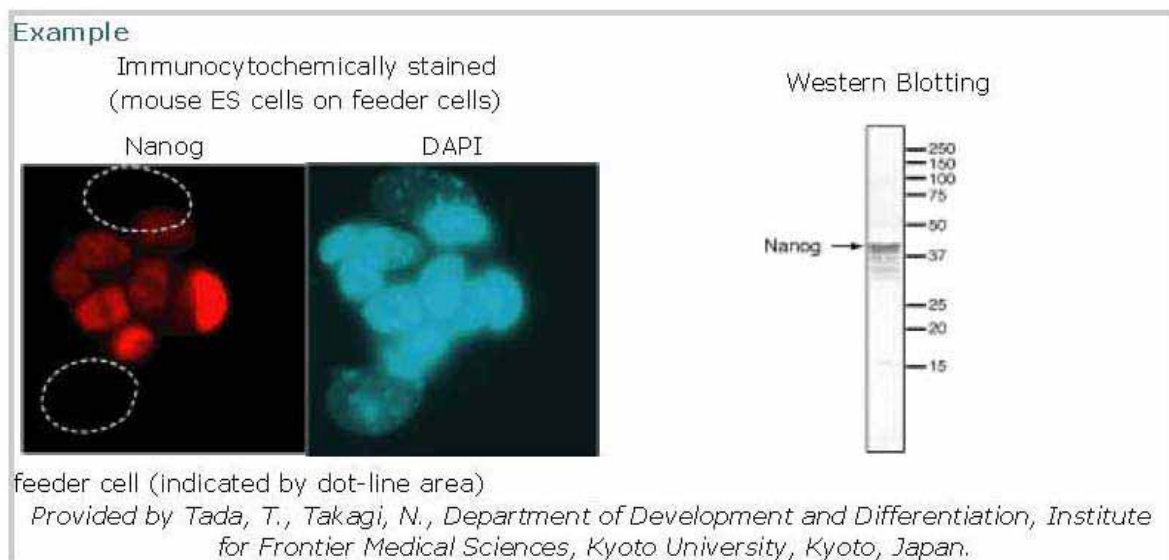 Example
Immunocytochemically stained
(mouse ES cells on feeder cells)
Nanog
DAPI
feeder cell (indicated by dot-line area)
Western Blotting
250
150
100
75
50
Nanog
37
25
20
15
Provided by Tada, T., Takagi, N., Department of Development and Differentiation, Institute
for Frontier Medical Sciences, Kyoto University, Kyoto, Japan.